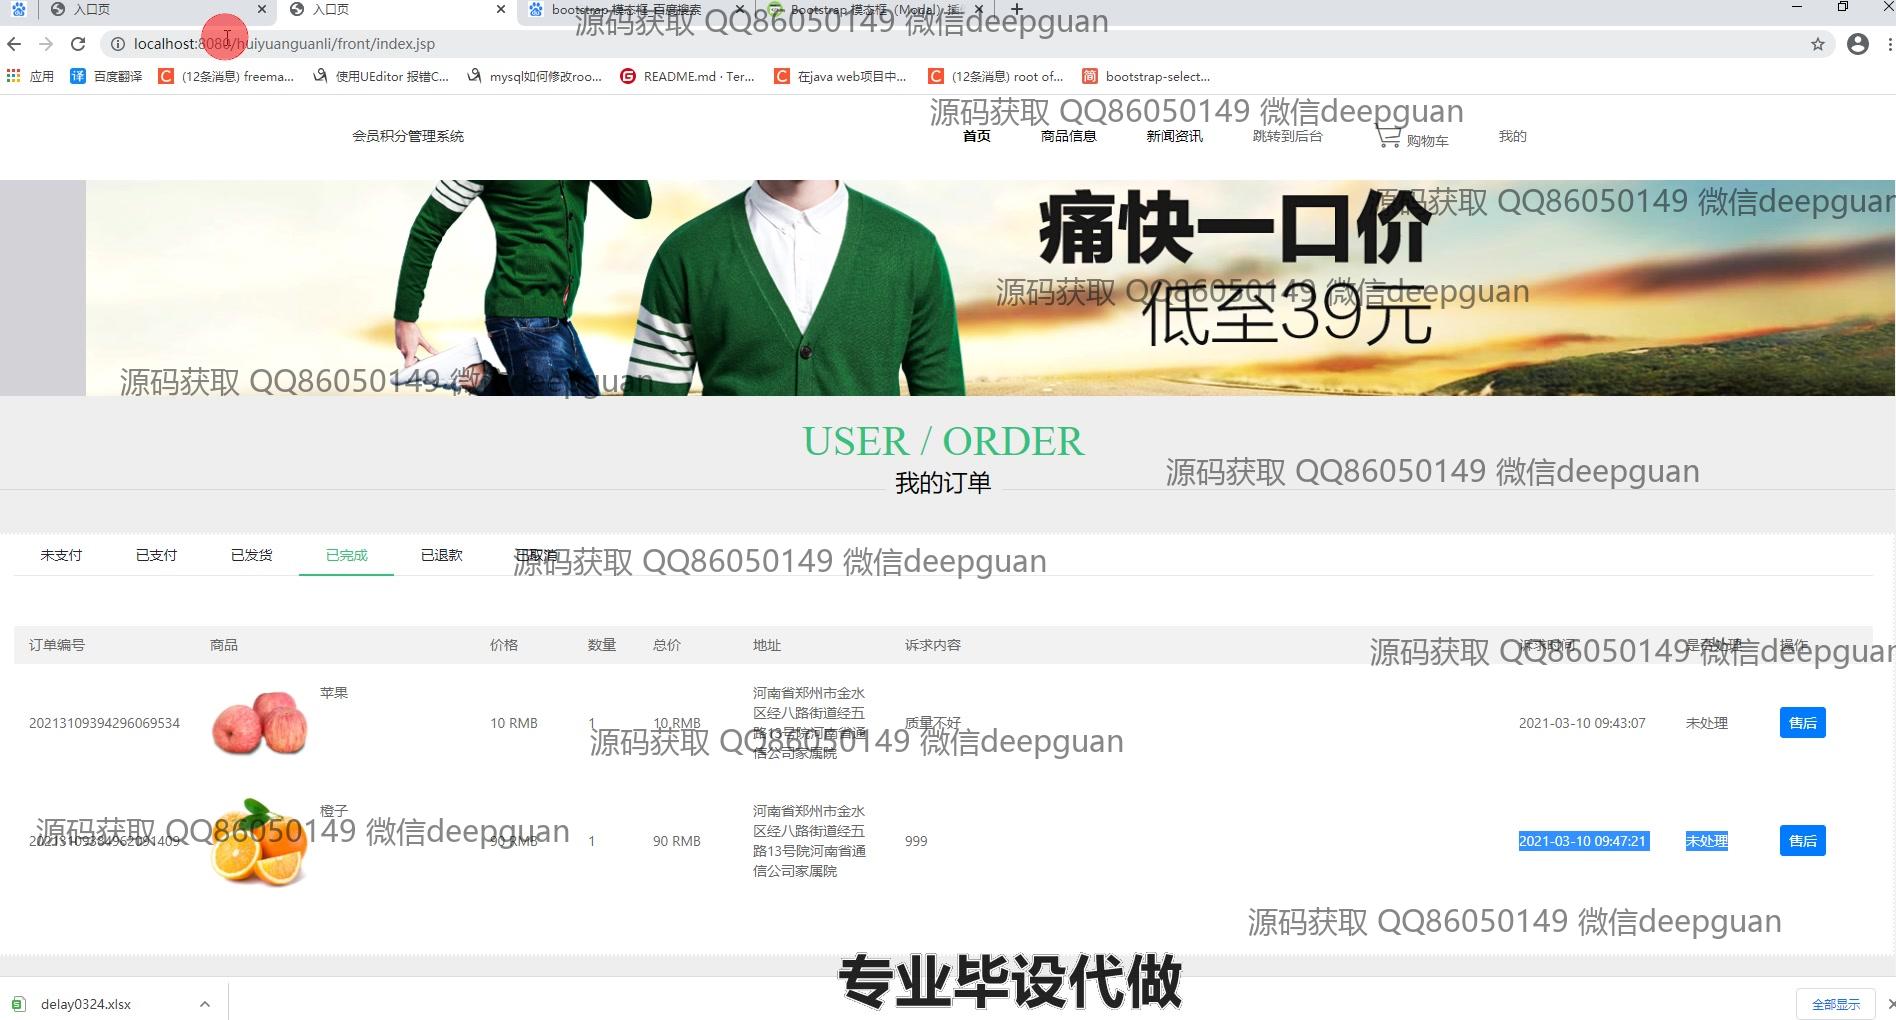 入口页
入口页
bootstrap 模态框_百度搜索
Bootstrap 模态框（Modal）插
源码获取 QQ86050149 微信deepguan
localhost:8080/huiyuanguanli/front/index.jsp
应用
百度翻译
(12条消息) freema...
使用UEditor 报错C...
mysql如何修改roo...
README.md · Ter...
在java web项目中...
(12条消息) root of...
bootstrap-select...
源码获取 QQ86050149 微信deepguan
会员积分管理系统
首页
商品信息
新闻资讯
跳转到后台
购物车
我的
痛快一口价
源码获取 QQ86050149 微信deepguan
源码获取 QQ86050149 微信deepguan
低至39元
源码获取 QQ86050149 微信deepguan
USER / ORDER
我的订单
源码获取 QQ86050149 微信deepguan
未支付
已支付
已发货
已完成
已退款
已取消
源码获取 QQ86050149 微信deepguan
订单编号
商品
价格
数量
总价
地址
诉求内容
诉求时间
是否处理
操作
源码获取 QQ86050149 微信deepguan
苹果
20213109394296069534
10 RMB
1
10 RMB
河南省郑州市金水
区经八路街道经五
路13号院河南省通
信公司家属院
质量不好
2021-03-10 09:43:07
未处理
售后
源码获取 QQ86050149 微信deepguan
橙子
源码获取 QQ86050149 微信deepguan
90 RMB
1
90 RMB
河南省郑州市金水
区经八路街道经五
路13号院河南省通
信公司家属院
999
2021-03-10 09:47:21
未处理
售后
源码获取 QQ86050149 微信deepguan
专业毕设代做
delay0324.xlsx
全部显示